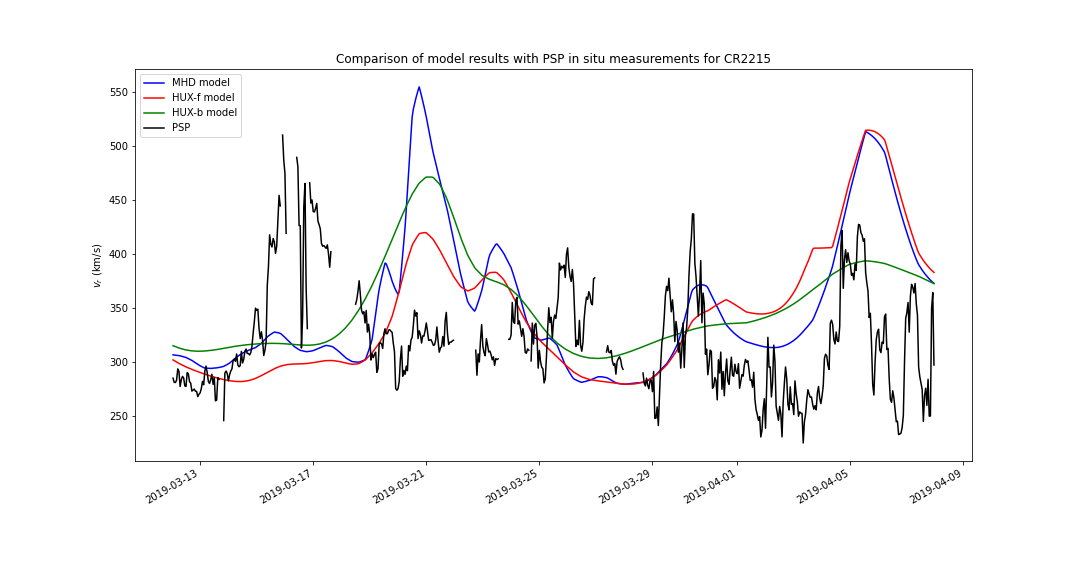 Comparison of model results with PSP in situ measurements for CR2215
MHD model
HUX-f model
HUX-b model
PSP
550
500
450
400
350
300
250
v_r (km/s)
2019-03-13
2019-03-17
2019-03-21
2019-03-25
2019-03-29
2019-04-01
2019-04-05
2019-04-09